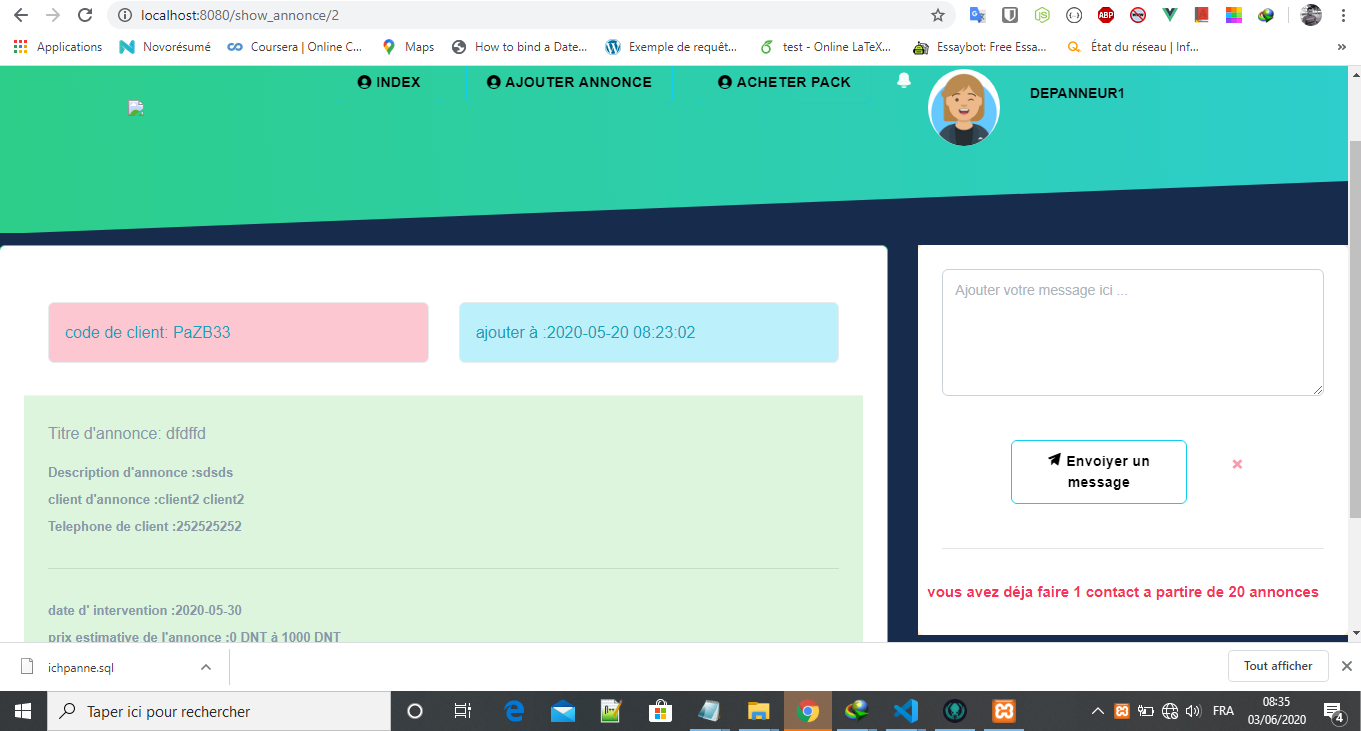 localhost:8080/show_annonce/2
ABP
Applications
Novorésumé
Coursera | Online C...
Maps
How to bind a Date...
Exemple de requêt...
test - Online LaTeX...
Essaybot: Free Essa...
État du réseau | Inf...
»
INDEX
AJOUTER ANNONCE
ACHETER PACK
DEPANNEUR1
code de client: PaZB33
ajouter à :2020-05-20 08:23:02
Titre d'annonce: dfdffd
Description d'annonce :sdsds
client d'annonce :client2 client2
Telephone de client :252525252
date d' intervention :2020-05-30
prix estimative de l'annonce :0 DNT à 1000 DNT
Ajouter votre message ici ...
Envoiyer un
message
vous avez déja faire 1 contact a partire de 20 annonces
ichpanne.sql
Tout afficher
Taper ici pour rechercher
FRA
08:35
03/06/2020
4